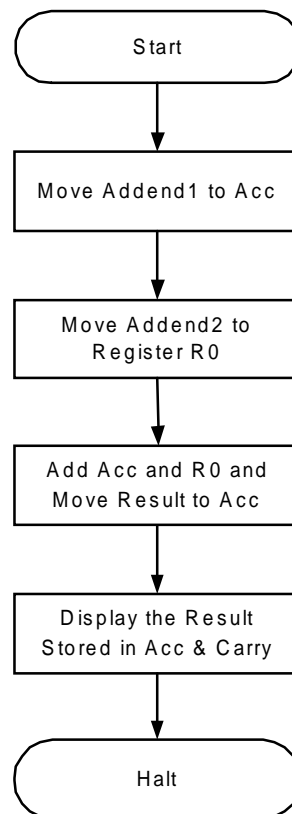 Start
Move Addend1 to Acc
Move Addend2 to
Register R0
Add Acc and R0 and
Move Result to Acc
Display the Result
Stored in Acc & Carry
Halt